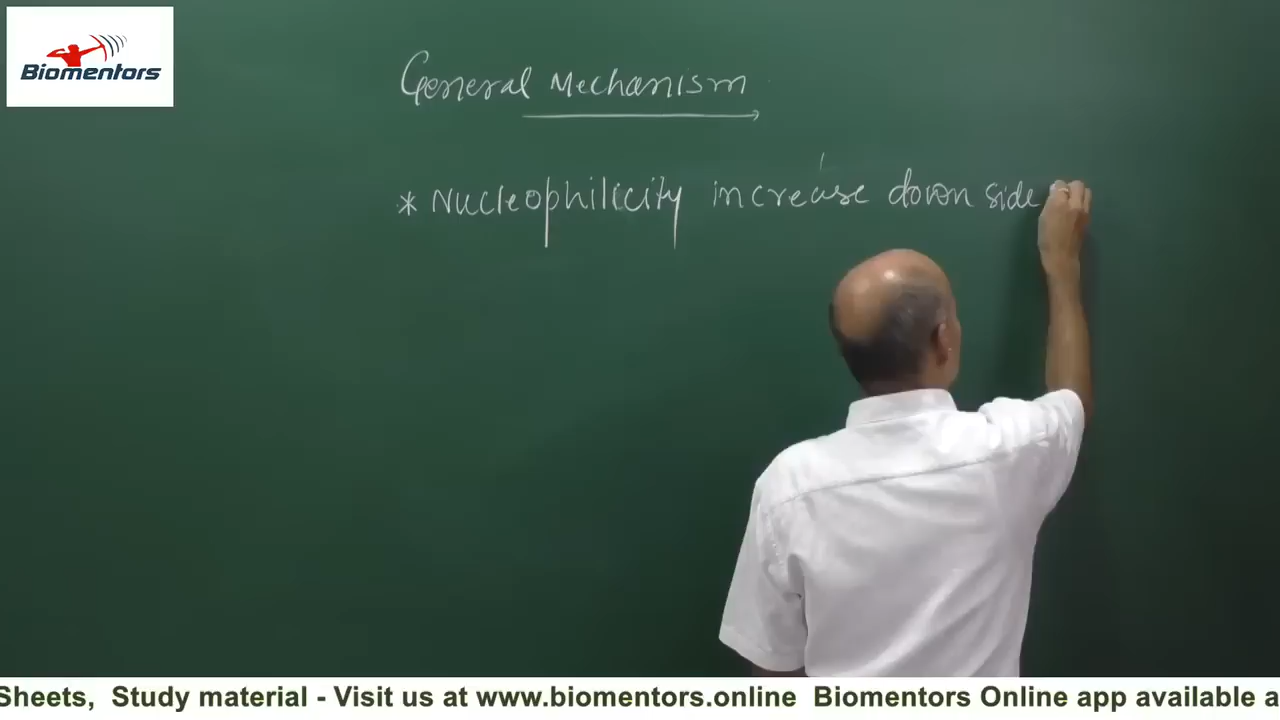 Biomentors
General Mechanism
* Nucleophilicity increase down side
Sheets, Study material - Visit us at www.biomentors.online Biomentors Online app available a